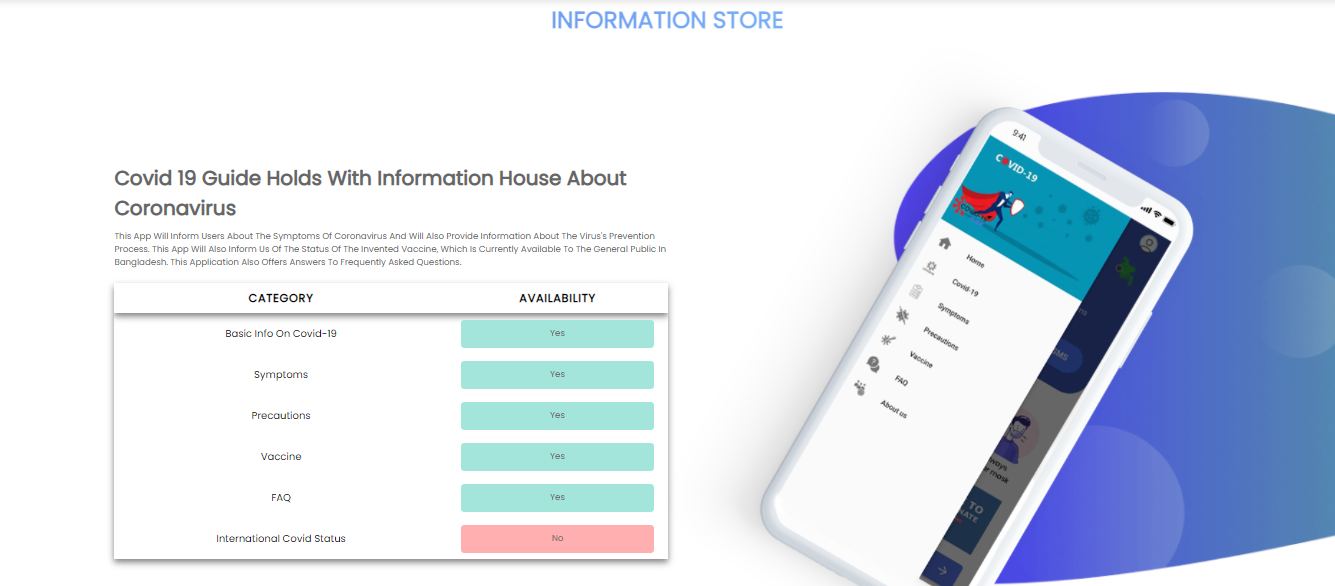 INFORMATION STORE
Covid 19 Guide Holds With Information House About
Coronavirus
This App Will Inform Users About The Symptoms Of Coronavirus And Will Also Provide Information About The Virus's Prevention
Process. This App Will Also Inform Us Of The Status Of The Invented Vaccine, Which Is Currently Available To The General Public In
Bangladesh. This Application Also Offers Answers To Frequently Asked Questions.
CATEGORY AVAILABILITY
Basic Info On Covid-19 Yes
Symptoms Yes
Precautions Yes
Vaccine Yes
FAQ Yes
International Covid Status No
9:41
COVID-19
Home
Covid-19
Symptoms
Precautions
Vaccine
FAQ
About us
mask
TO